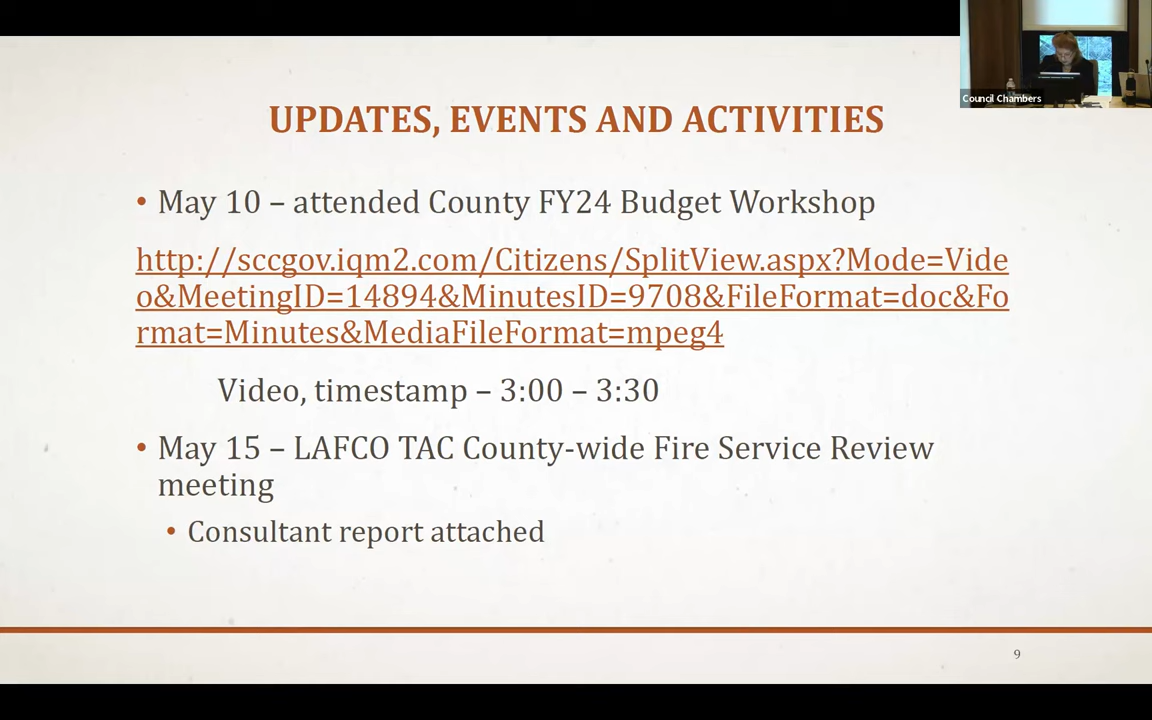 Council Chambers
UPDATES, EVENTS AND ACTIVITIES
• May 10 – attended County FY24 Budget Workshop
http://sccgov.iqm2.com/Citizens/SplitView.aspx?Mode=Vide
o&MeetingID=14894&MinutesID=9708&FileFormat=doc&Fo
rmat=Minutes&MediaFileFormat=mpeg4
Video, timestamp – 3:00 – 3:30
• May 15 – LAFCO TAC County-wide Fire Service Review
meeting
• Consultant report attached
9